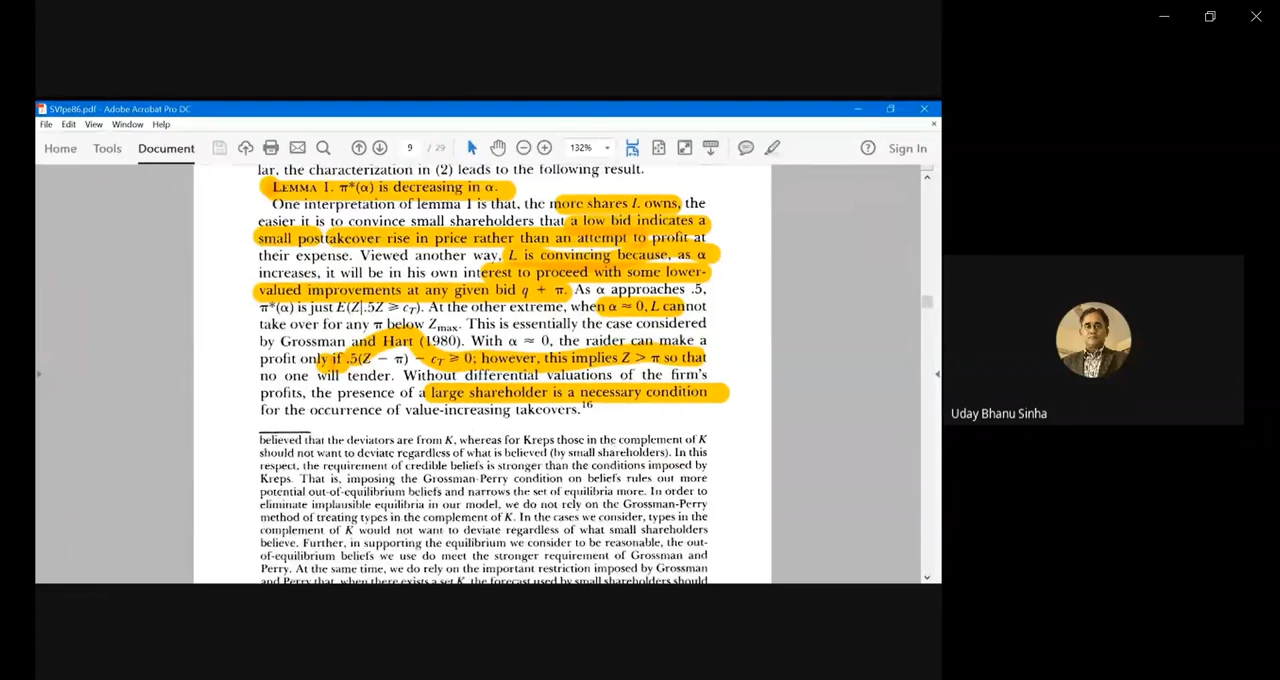 SVJpe86.pdf - Adobe Acrobat Pro DC
File Edit View Window Help
Home Tools Document 9 / 29 132% Sign In
lar, the characterization in (2) leads to the following result.
LEMMA 1. π*(α) is decreasing in α.
One interpretation of lemma 1 is that, the more shares L owns, the
easier it is to convince small shareholders that a low bid indicates a
small posttakeover rise in price rather than an attempt to profit at
their expense. Viewed another way, L is convincing because, as α
increases, it will be in his own interest to proceed with some lower-
valued improvements at any given bid q + π. As α approaches .5,
π*(α) is just E(Z|.5Z ≥ c_T). At the other extreme, when α ≈ 0, L cannot
take over for any π below Z_max. This is essentially the case considered
by Grossman and Hart (1980). With α ≈ 0, the raider can make a
profit only if .5(Z − π) − c_T ≥ 0; however, this implies Z > π so that
no one will tender. Without differential valuations of the firm's
profits, the presence of a large shareholder is a necessary condition
for the occurrence of value-increasing takeovers.16
believed that the deviators are from K, whereas for Kreps those in the complement of K
should not want to deviate regardless of what is believed (by small shareholders). In this
respect, the requirement of credible beliefs is stronger than the conditions imposed by
Kreps. That is, imposing the Grossman-Perry condition on beliefs rules out more
potential out-of-equilibrium beliefs and narrows the set of equilibria more. In order to
eliminate implausible equilibria in our model, we do not rely on the Grossman-Perry
method of treating types in the complement of K. In the cases we consider, types in the
complement of K would not want to deviate regardless of what small shareholders
believe. Further, in supporting the equilibrium we consider to be reasonable, the out-
of-equilibrium beliefs we use do meet the stronger requirement of Grossman and
Perry. At the same time, we do rely on the important restriction imposed by Grossman
and Perry that, when there exists a set K, the forecast used by small shareholders should
Uday Bhanu Sinha